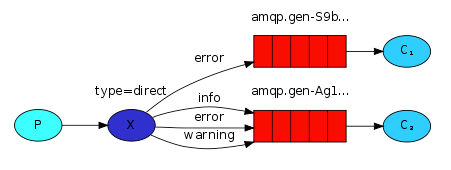 amqp.gen-S9b...
error
C₁
type=direct
info
amqp.gen-Ag1...
P
X
error
C₂
warning